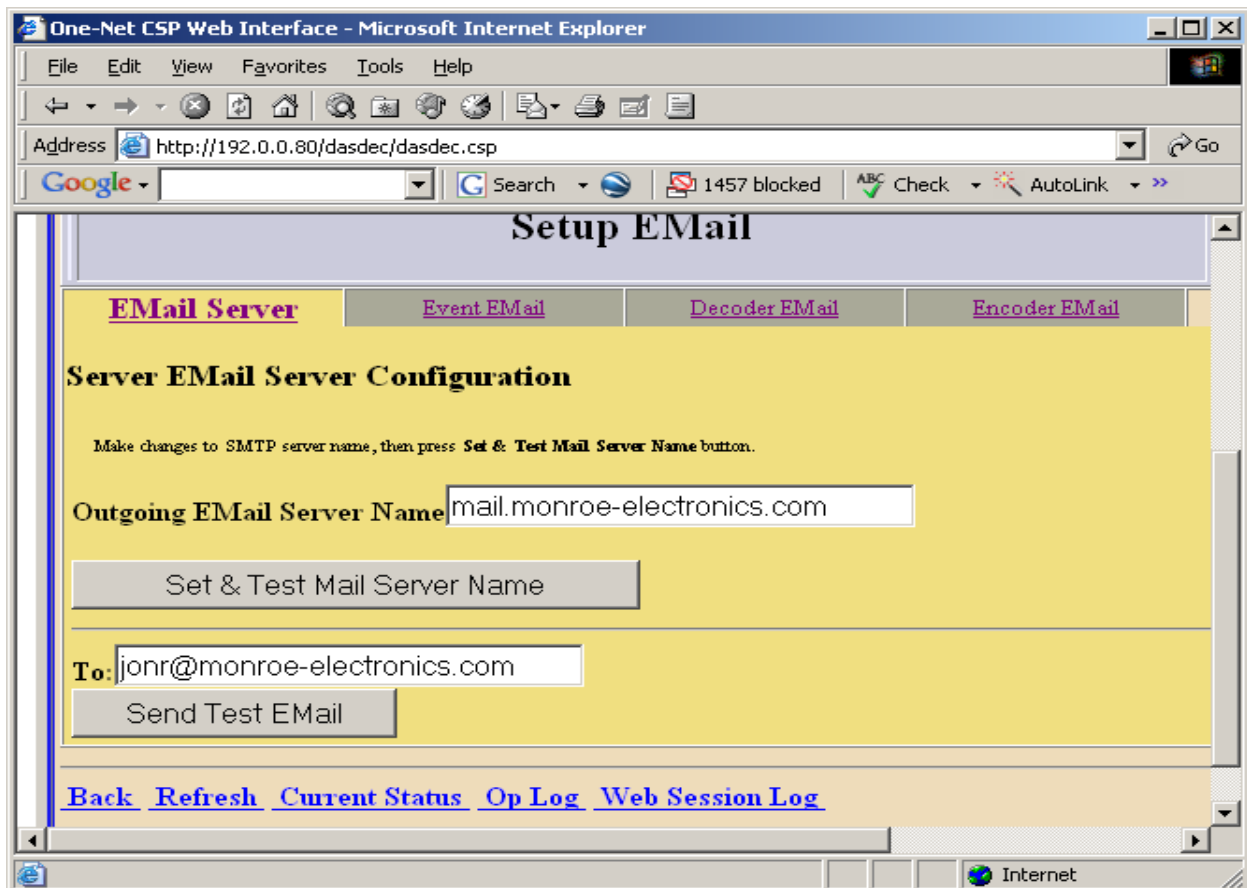 One-Net CSP Web Interface - Microsoft Internet Explorer
File Edit View Favorites Tools Help
Address http://192.0.0.80/dasdec/dasdec.csp Go
Google Search 1457 blocked ABC Check AutoLink »
Setup EMail
EMail Server Event EMail Decoder EMail Encoder EMail
Server EMail Server Configuration
Make changes to SMTP server name, then press Set & Test Mail Server Name button.
Outgoing EMail Server Name mail.monroe-electronics.com
Set & Test Mail Server Name
To: jonr@monroe-electronics.com
Send Test EMail
Back Refresh Current Status Op Log Web Session Log
Internet